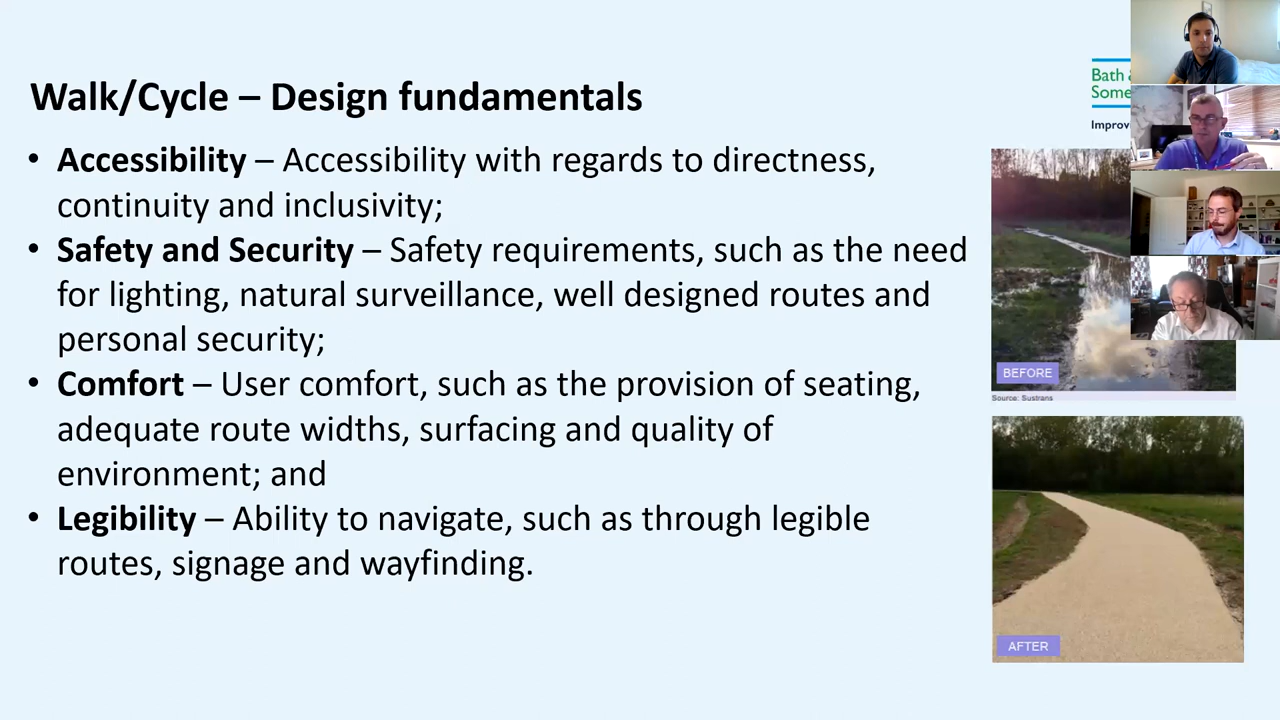 Walk/Cycle – Design fundamentals
• Accessibility – Accessibility with regards to directness,
continuity and inclusivity;
• Safety and Security – Safety requirements, such as the need
for lighting, natural surveillance, well designed routes and
personal security;
• Comfort – User comfort, such as the provision of seating,
adequate route widths, surfacing and quality of
environment; and
• Legibility – Ability to navigate, such as through legible
routes, signage and wayfinding.
Bath
Some
Improv
BEFORE
Source: Sustrans
AFTER